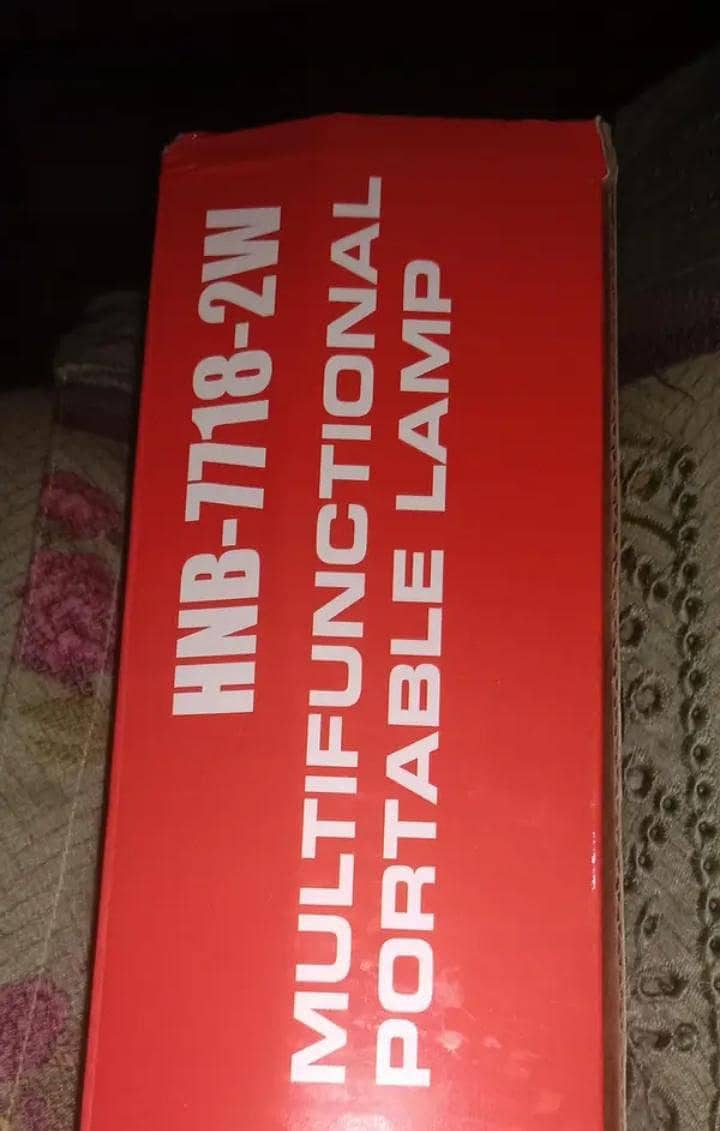 HNB-7718-2W
MULTIFUNCTIONAL
PORTABLE LAMP